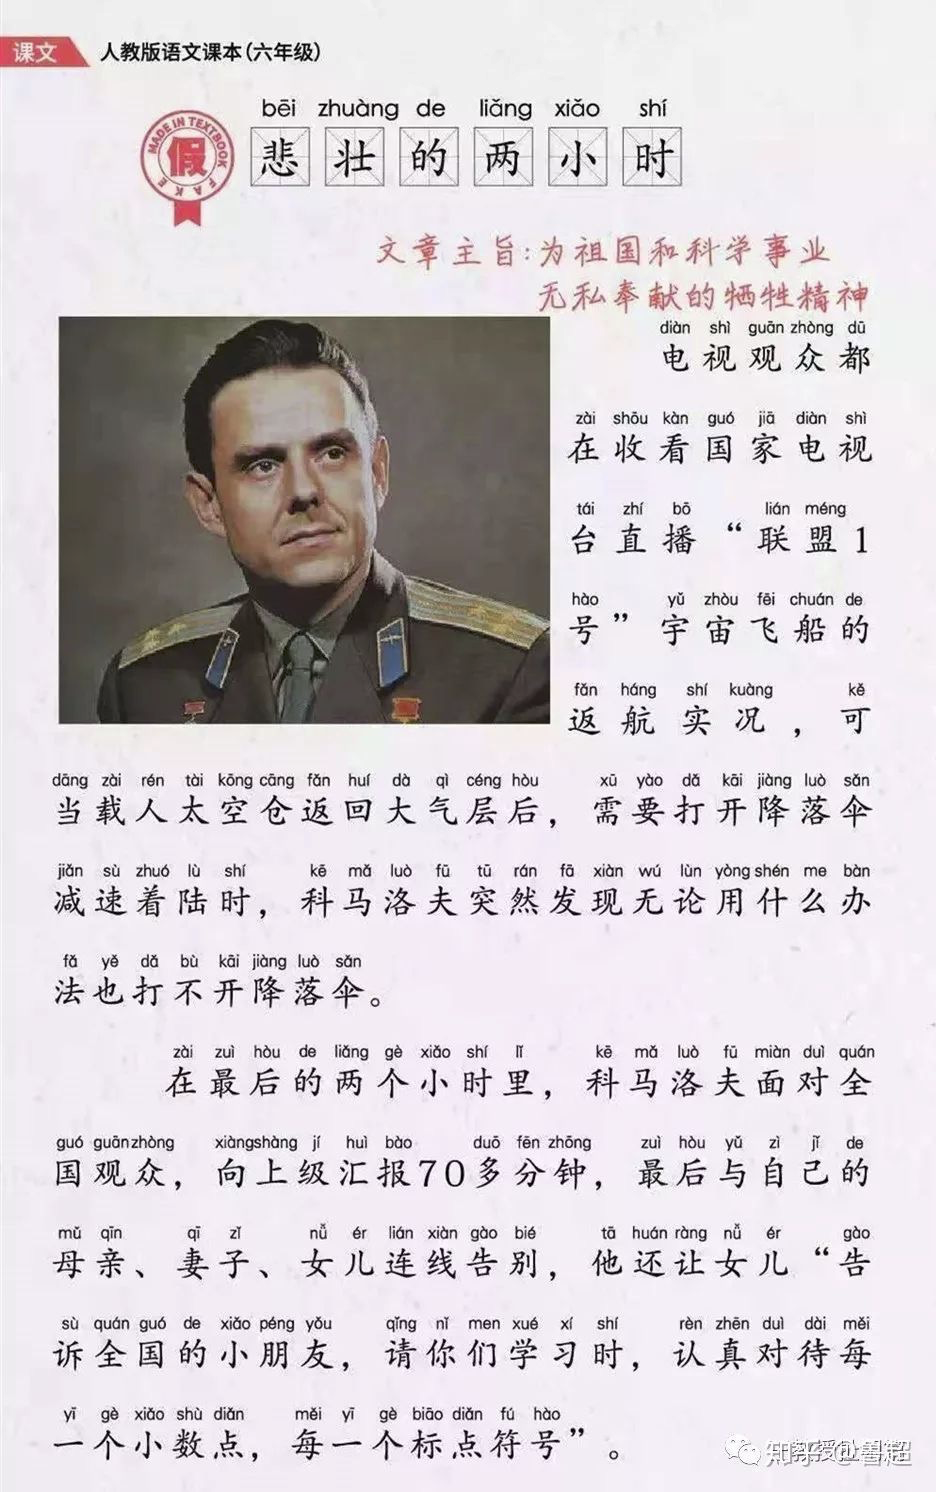 课文 人教版语文课本(六年级)
bēi zhuàng de liǎng xiǎo shí
MADE IN TEXTBOOK 假 FAKE 悲壮的两小时
文章主旨:为祖国和科学事业
无私奉献的牺牲精神
diàn shì guān zhòng dū
电视观众都
zài shōu kàn guó jiā diàn shì
在收看国家电视
tái zhí bō lián méng
台直播“联盟1
hào yǔ zhòu fēi chuán de
号”宇宙飞船的
fǎn háng shí kuàng kě
返航实况，可
dāng zài rén tài kōng cāng fǎn huí dà qì céng hòu xū yào dǎ kāi jiàng luò sǎn
当载人太空仓返回大气层后，需要打开降落伞
jiǎn sù zhuó lù shí kē mǎ luò fū tū rán fā xiàn wú lùn yòng shén me bàn
减速着陆时，科马洛夫突然发现无论用什么办
fǎ yě dǎ bù kāi jiàng luò sǎn
法也打不开降落伞。
zài zuì hòu de liǎng gè xiǎo shí lǐ kē mǎ luò fū miàn duì quán
在最后的两个小时里，科马洛夫面对全
guó guān zhòng xiàng shàng jí huì bào duō fēn zhōng zuì hòu yǔ zì jǐ de
国观众，向上级汇报70多分钟，最后与自己的
mǔ qīn qī zǐ nǚ ér lián xiàn gào bié tā huán ràng nǚ ér gào
母亲、妻子、女儿连线告别，他还让女儿“告
sù quán guó de xiǎo péng yǒu qǐng nǐ men xué xí shí rèn zhēn duì dài měi
诉全国的小朋友，请你们学习时，认真对待每
yī gè xiǎo shù diǎn měi yī gè biāo diǎn fú hào
一个小数点，每一个标点符号”。